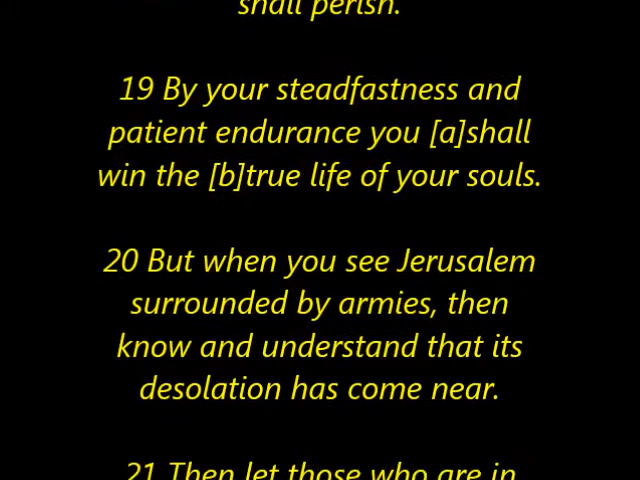 shall perish.
19 By your steadfastness and
patient endurance you [a]shall
win the [b]true life of your souls.
20 But when you see Jerusalem
surrounded by armies, then
know and understand that its
desolation has come near.
21 Then let those who are in